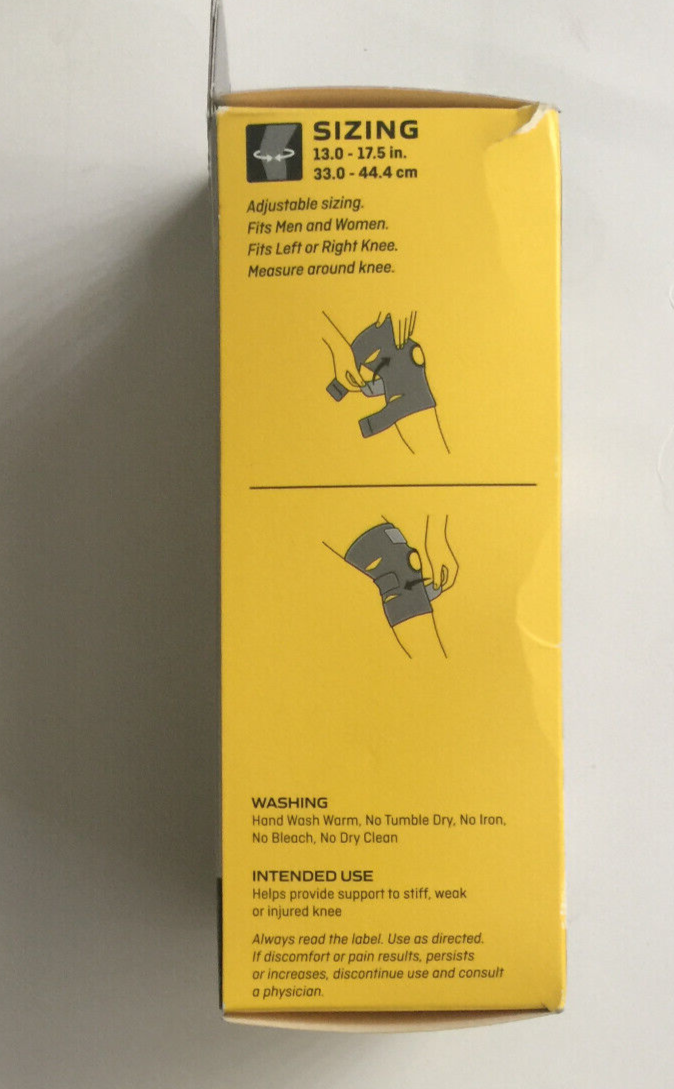 SIZING
13.0 - 17.5 in.
33.0 - 44.4 cm
Adjustable sizing.
Fits Men and Women.
Fits Left or Right Knee.
Measure around knee.
WASHING
Hand Wash Warm, No Tumble Dry, No Iron,
No Bleach, No Dry Clean
INTENDED USE
Helps provide support to stiff, weak
or injured knee
Always read the label. Use as directed.
If discomfort or pain results, persists
or increases, discontinue use and consult
a physician.